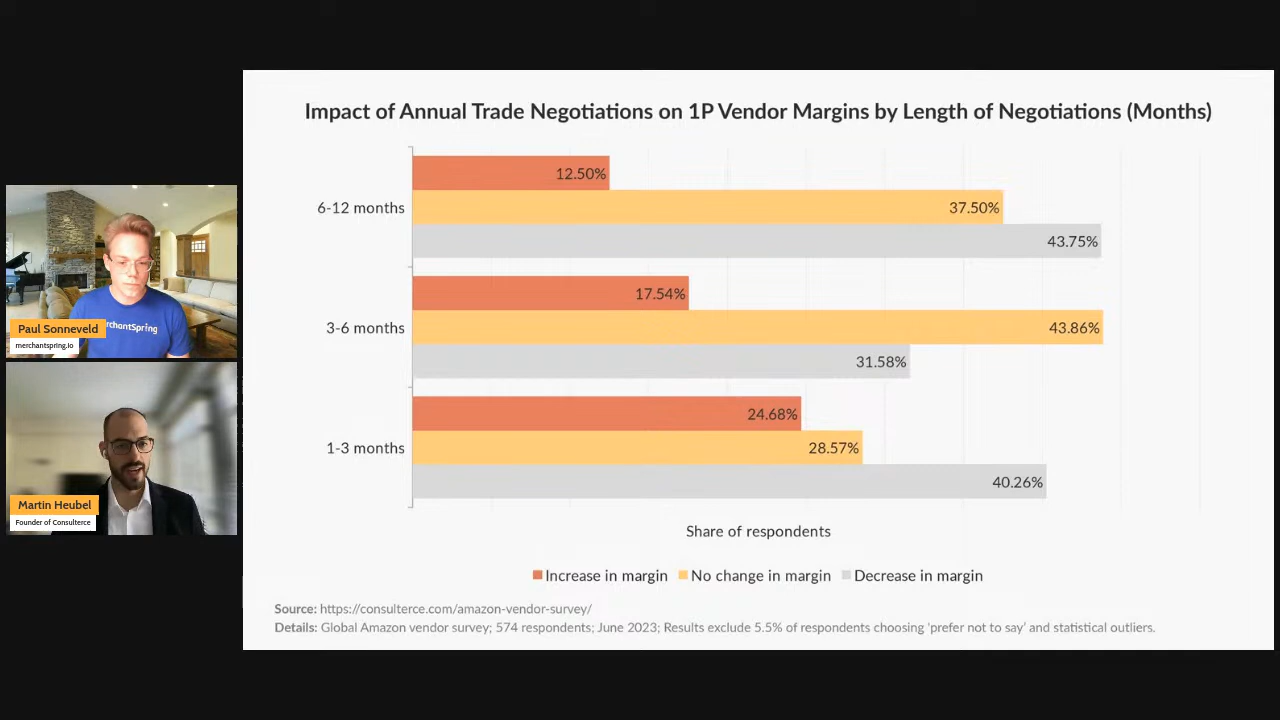 Impact of Annual Trade Negotiations on 1P Vendor Margins by Length of Negotiations (Months)
6-12 months
12.50%
37.50%
43.75%
3-6 months
17.54%
43.86%
31.58%
1-3 months
24.68%
28.57%
40.26%
Share of respondents
Increase in margin No change in margin Decrease in margin
Source: https://consulterce.com/amazon-vendor-survey/
Details: Global Amazon vendor survey; 574 respondents; June 2023; Results exclude 5.5% of respondents choosing 'prefer not to say' and statistical outliers.
rchantSpring
Paul Sonneveld
merchantspring.io
Martin Heubel
Founder of Consulterce